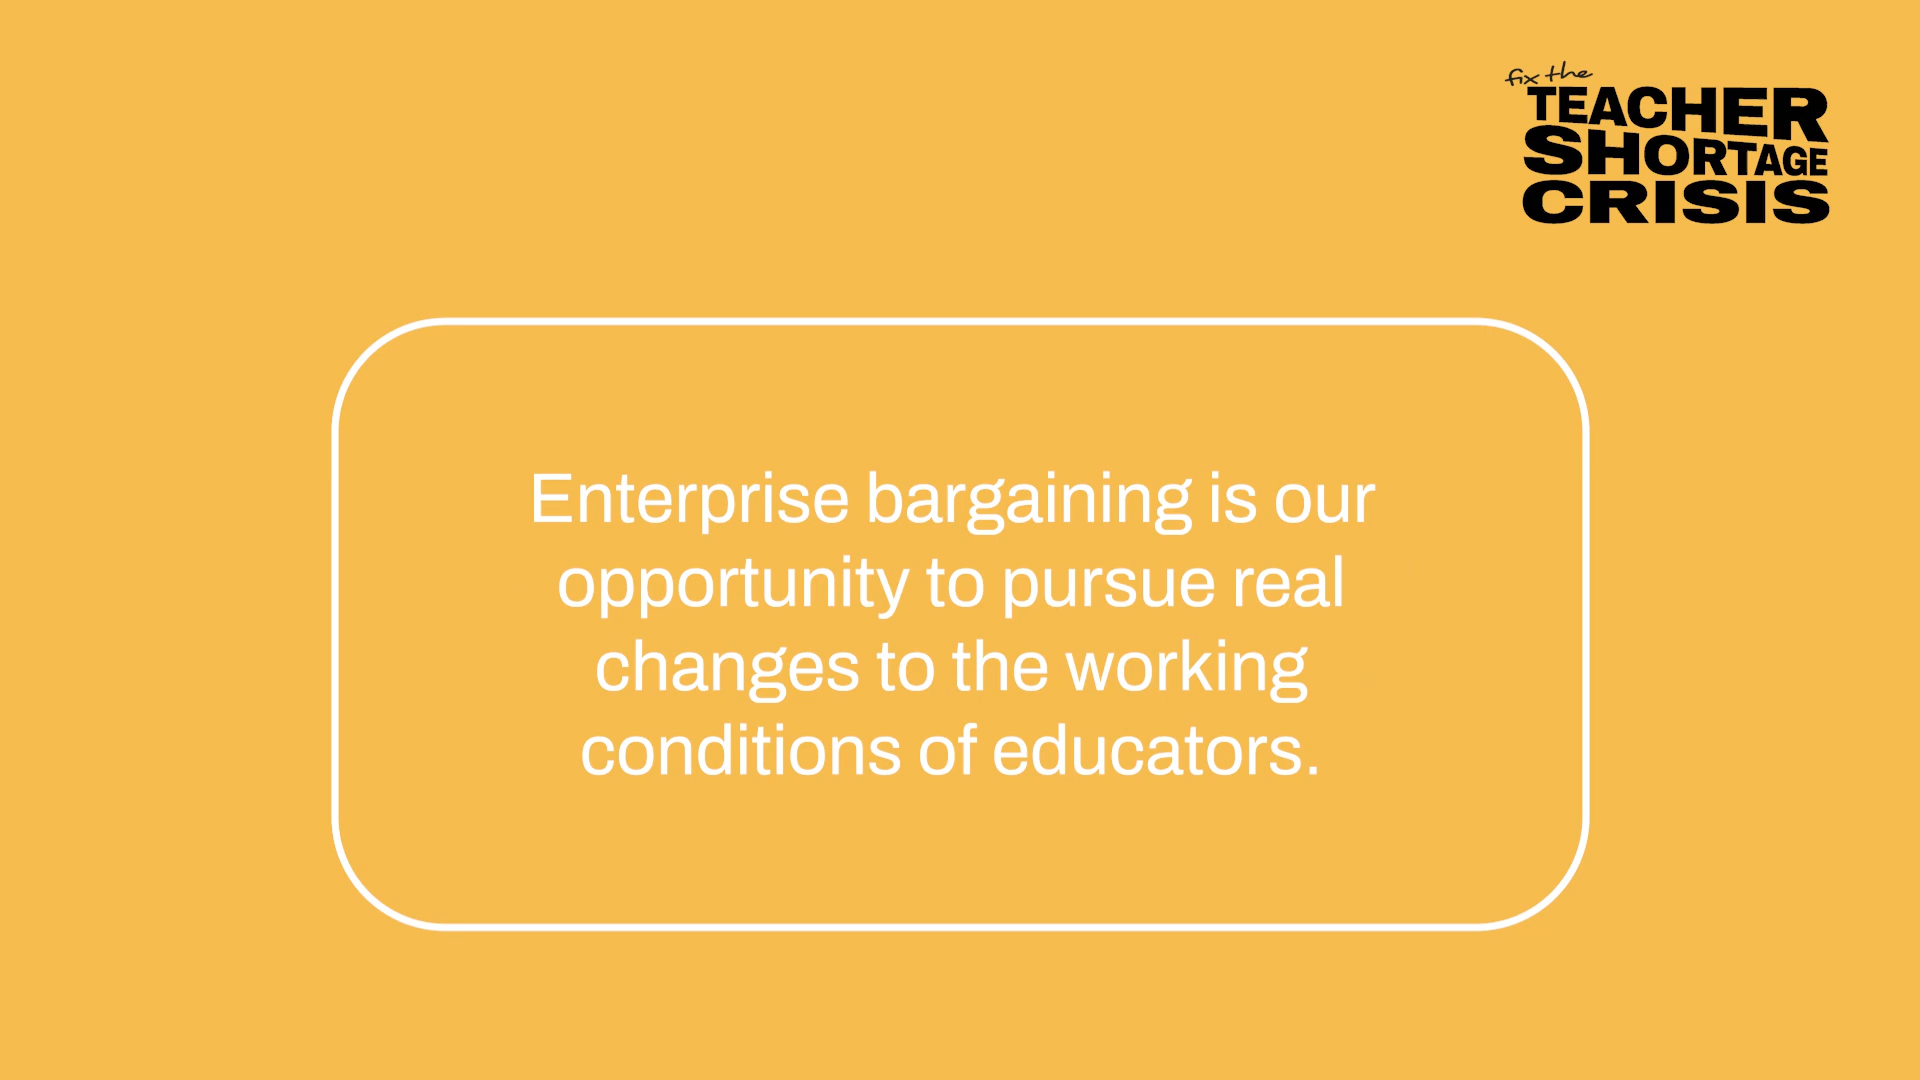 fix the
TEACHER
SHORTAGE
CRISIS
Enterprise bargaining is our
opportunity to pursue real
changes to the working
conditions of educators.